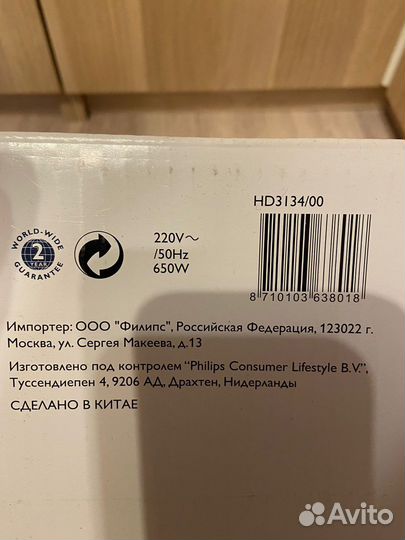 HD3134/00
WORLD-WIDE
2
YEAR
GUARANTEE
220V~
/50Hz
650W
8 710103 638018
Импортер: ООО "Филипс", Российская Федерация, 123022 г.
Москва, ул. Сергея Макеева, д.13
Изготовлено под контролем "Philips Consumer Lifestyle B.V.",
Туссендиепен 4, 9206 АД, Драхтен, Нидерланды
СДЕЛАНО В КИТАЕ
Avito